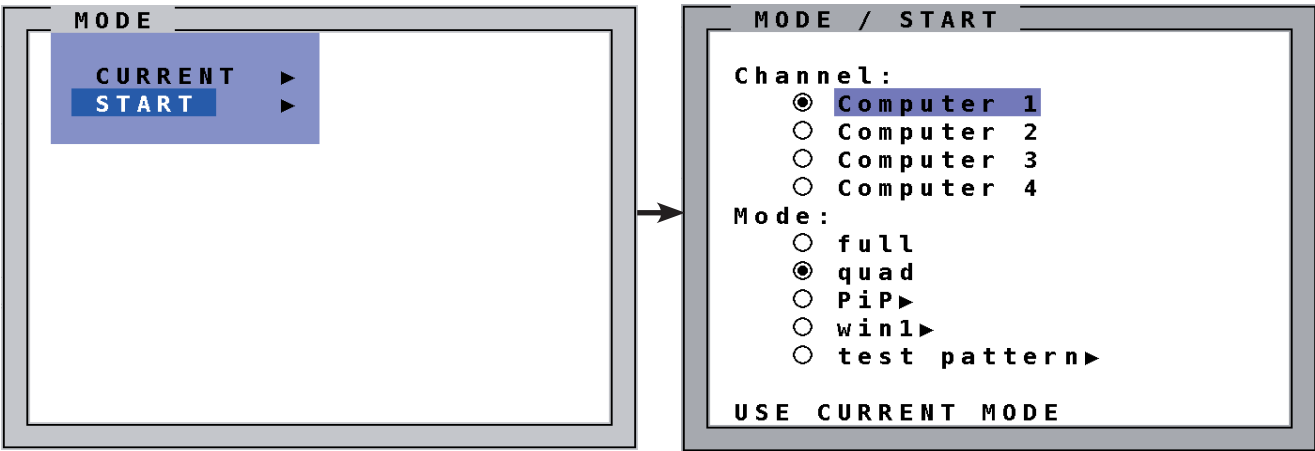 MODE
CURRENT ▶
START ▶
MODE / START
Channel:
Computer 1
Computer 2
Computer 3
Computer 4
Mode:
full
quad
PiP▶
win1▶
test pattern▶
USE CURRENT MODE